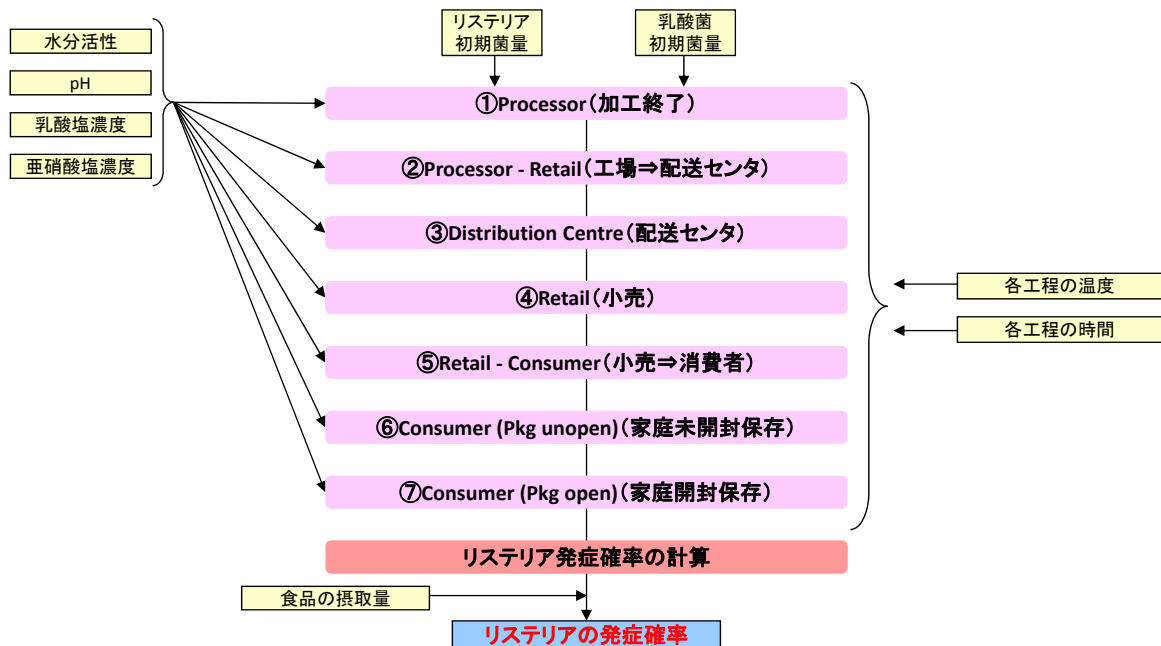 リステリア
初期菌量
乳酸菌
初期菌量
水分活性
pH
乳酸塩濃度
亜硝酸塩濃度
①Processor（加工終了）
②Processor - Retail（工場⇒配送センタ）
③Distribution Centre（配送センタ）
④Retail（小売）
⑤Retail - Consumer（小売⇒消費者）
⑥Consumer (Pkg unopen)（家庭未開封保存）
⑦Consumer (Pkg open)（家庭開封保存）
各工程の温度
各工程の時間
リステリア発症確率の計算
食品の摂取量
リステリアの発症確率